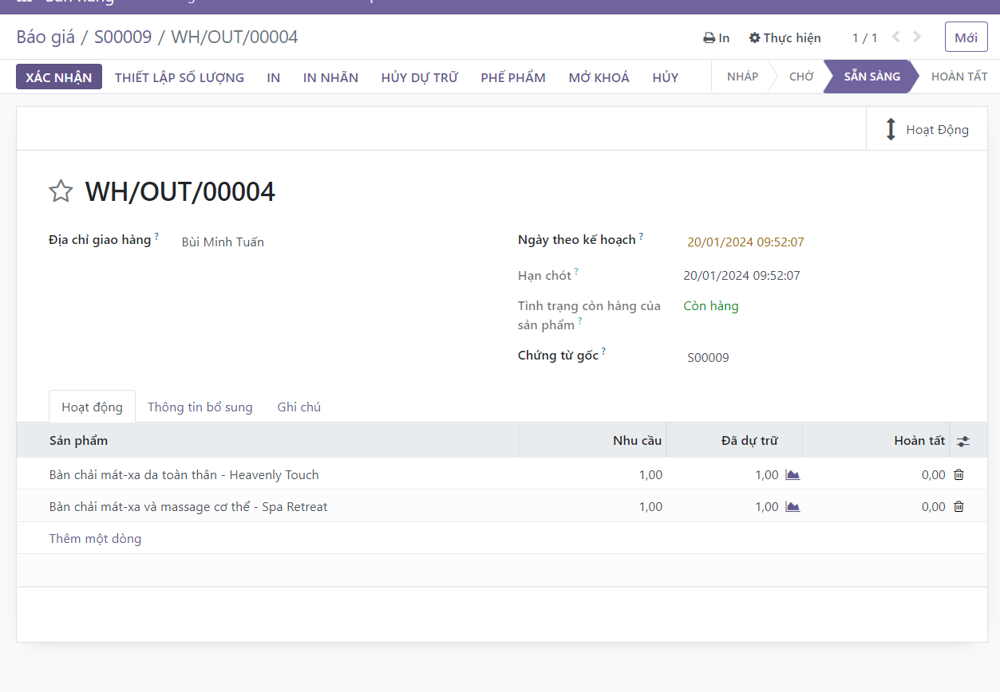 Báo giá / S00009 / WH/OUT/00004
In Thực hiện 1 / 1 Mới
XÁC NHẬN THIẾT LẬP SỐ LƯỢNG IN IN NHÃN HỦY DỰ TRỮ PHẾ PHẨM MỞ KHOÁ HỦY NHÁP CHỜ SẴN SÀNG HOÀN TẤT
Hoạt Động
WH/OUT/00004
Địa chỉ giao hàng ? Bùi Minh Tuấn
Ngày theo kế hoạch ? 20/01/2024 09:52:07
Hạn chót ? 20/01/2024 09:52:07
Tình trạng còn hàng của Còn hàng
sản phẩm ?
Chứng từ gốc ? S00009
Hoạt động Thông tin bổ sung Ghi chú
Sản phẩm Nhu cầu Đã dự trữ Hoàn tất
Bàn chải mát-xa da toàn thân - Heavenly Touch 1,00 1,00 0,00
Bàn chải mát-xa và massage cơ thể - Spa Retreat 1,00 1,00 0,00
Thêm một dòng